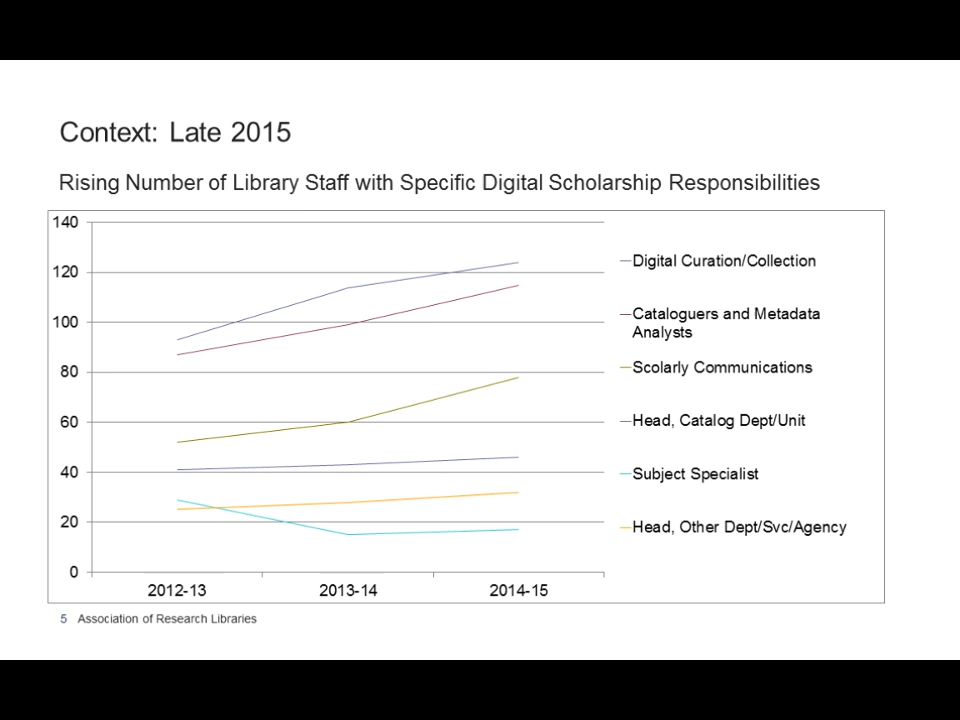 Context: Late 2015
Rising Number of Library Staff with Specific Digital Scholarship Responsibilities
140
120
100
80
60
40
20
0
2012-13 2013-14 2014-15
Digital Curation/Collection
Cataloguers and Metadata
Analysts
Scolarly Communications
Head, Catalog Dept/Unit
Subject Specialist
Head, Other Dept/Svc/Agency
5 Association of Research Libraries